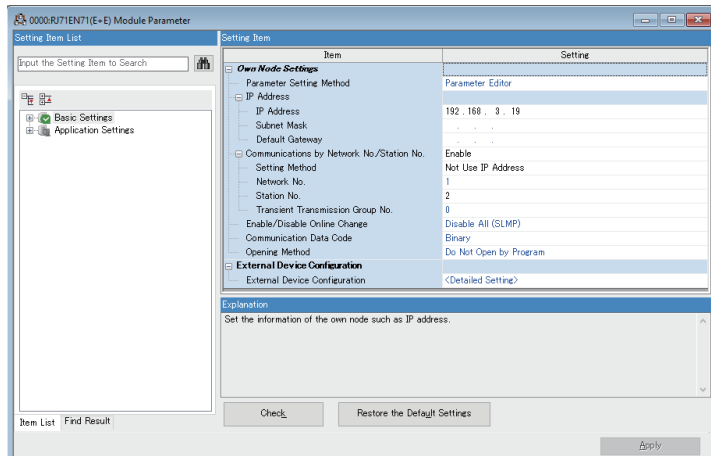 0000:RJ71EN71(E+E) Module Parameter
Setting Item List
Input the Setting Item to Search
Basic Settings
Application Settings
Item List Find Result
Setting Item
Item Setting
Own Node Settings
Parameter Setting Method Parameter Editor
IP Address
IP Address 192 . 168 . 3 . 19
Subnet Mask . . .
Default Gateway . . .
Communications by Network No./Station No. Enable
Setting Method Not Use IP Address
Network No. 1
Station No. 2
Transient Transmission Group No. 0
Enable/Disable Online Change Disable All (SLMP)
Communication Data Code Binary
Opening Method Do Not Open by Program
External Device Configuration
External Device Configuration <Detailed Setting>
Explanation
Set the information of the own node such as IP address.
Check Restore the Default Settings
Apply